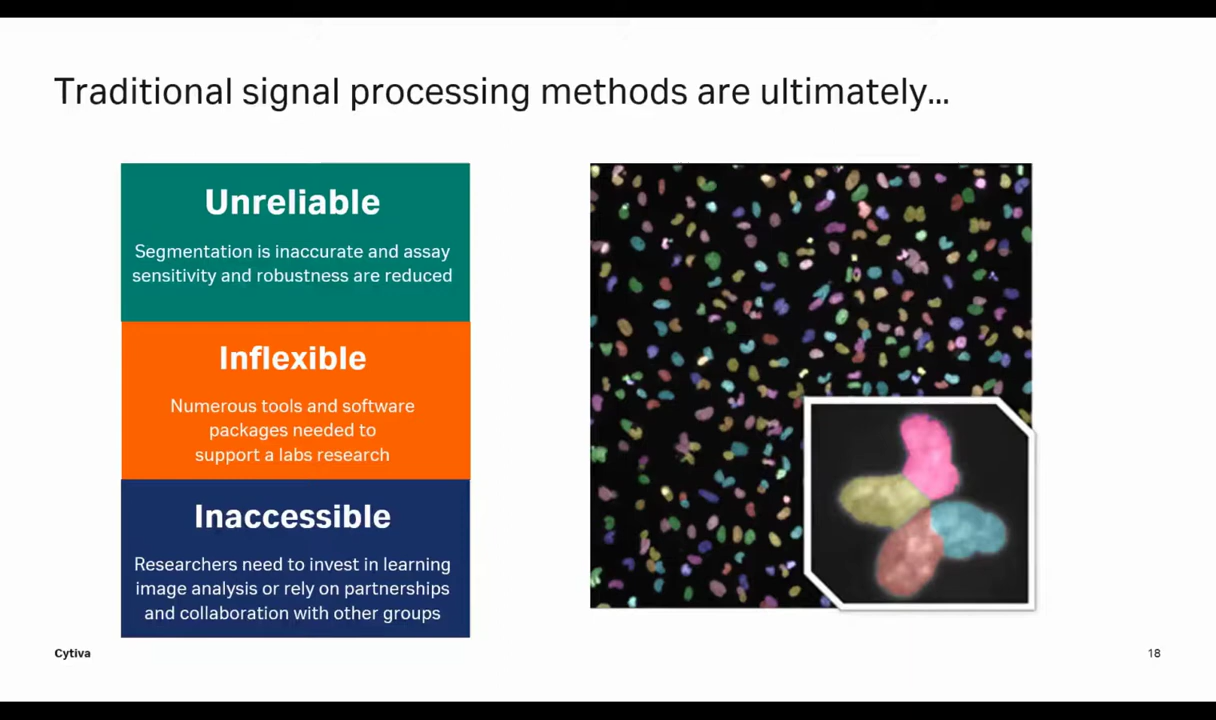 Traditional signal processing methods are ultimately...
Unreliable
Segmentation is inaccurate and assay
sensitivity and robustness are reduced
Inflexible
Numerous tools and software
packages needed to
support a labs research
Inaccessible
Researchers need to invest in learning
image analysis or rely on partnerships
and collaboration with other groups
Cytiva
18